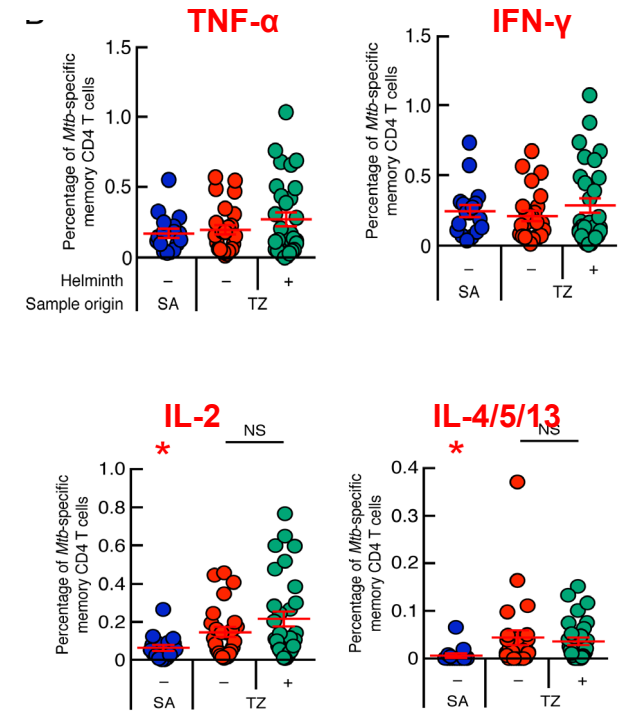 TNF-α
IFN-γ
Percentage of Mtb-specific
memory CD4 T cells
1.5
1.0
0.5
0
Helminth
− − +
Sample origin SA TZ
Percentage of Mtb-specific
memory CD4 T cells
1.5
1.0
0.5
0
− − +
SA TZ
IL-2
IL-4/5/13
* NS
Percentage of Mtb-specific
memory CD4 T cells
1.0
0.8
0.6
0.4
0.2
0
− − +
SA TZ
* NS
Percentage of Mtb-specific
memory CD4 T cells
0.4
0.3
0.2
0.1
0
− − +
SA TZ